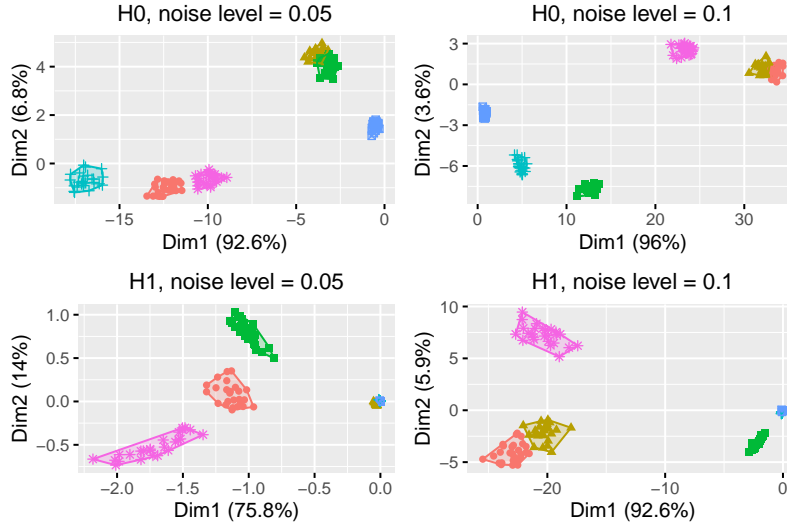 H0, noise level = 0.05
Dim2 (6.8%)
4
2
0
−15
−10
−5
0
Dim1 (92.6%)
H0, noise level = 0.1
Dim2 (3.6%)
3
0
−3
−6
0
10
20
30
Dim1 (96%)
H1, noise level = 0.05
Dim2 (14%)
1.0
0.5
0.0
−0.5
−2.0
−1.5
−1.0
−0.5
0.0
Dim1 (75.8%)
H1, noise level = 0.1
Dim2 (5.9%)
10
5
0
−5
−20
−10
0
Dim1 (92.6%)